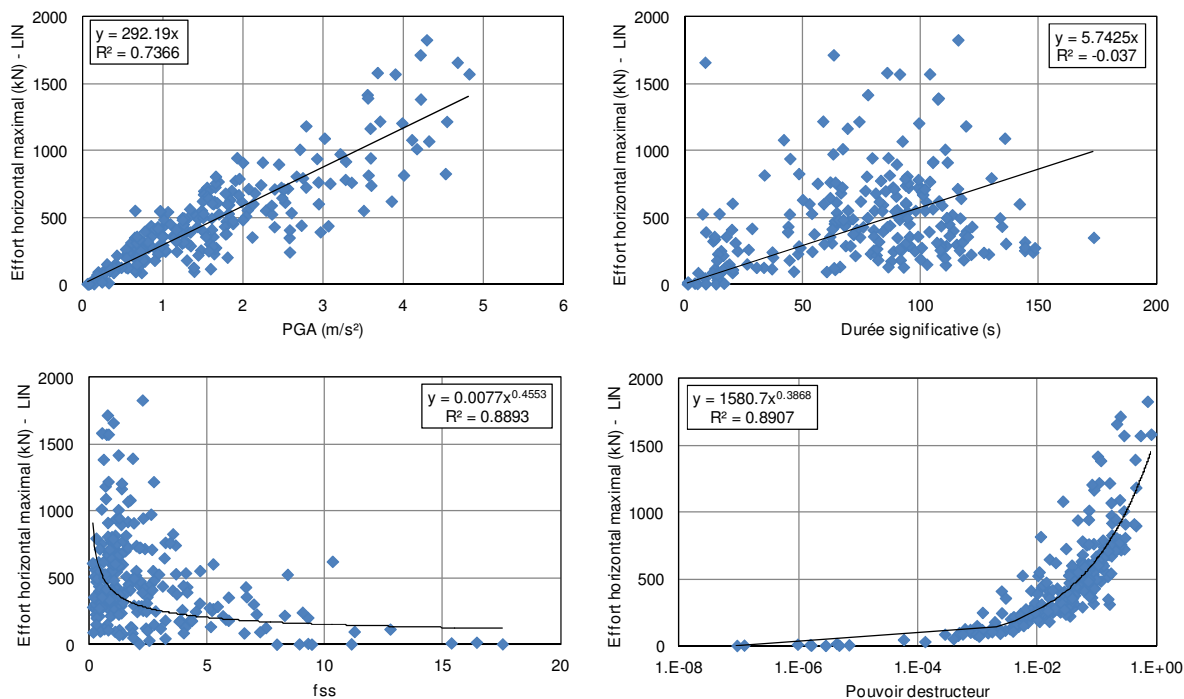 Effort horizontal maximal (kN) - LIN
2000
1500
1000
500
0
y = 292.19x
R² = 0.7366
0 1 2 3 4 5 6
PGA (m/s²)
Effort horizontal maximal (kN) - LIN
2000
1500
1000
500
0
y = 5.7425x
R² = -0.037
0 50 100 150 200
Durée significative (s)
Effort horizontal maximal (kN) - LIN
2000
1500
1000
500
0
y = 0.0077x^0.4553
R² = 0.8893
0 5 10 15 20
fss
Effort horizontal maximal (kN) - LIN
2000
1500
1000
500
0
y = 1580.7x^0.3868
R² = 0.8907
1.E-08 1.E-06 1.E-04 1.E-02 1.E+00
Pouvoir destructeur